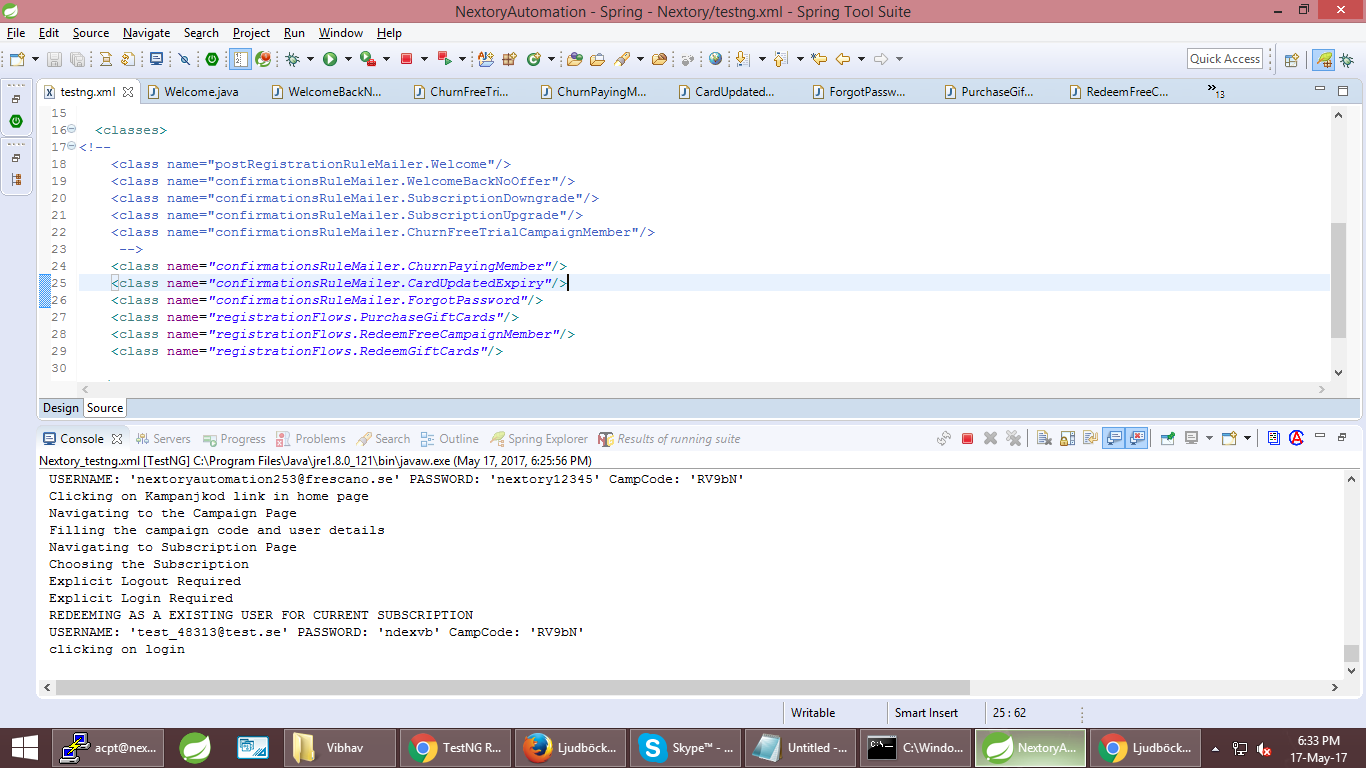 NextoryAutomation - Spring - Nextory/testng.xml - Spring Tool Suite
File Edit Source Navigate Search Project Run Window Help
Quick Access
testng.xml Welcome.java WelcomeBackN... ChurnFreeTri... ChurnPayingM... CardUpdated... ForgotPassw... PurchaseGif... RedeemFreeC... »13
15
16 <classes>
17 <!--
18 <class name="postRegistrationRuleMailer.Welcome"/>
19 <class name="confirmationsRuleMailer.WelcomeBackNoOffer"/>
20 <class name="confirmationsRuleMailer.SubscriptionDowngrade"/>
21 <class name="confirmationsRuleMailer.SubscriptionUpgrade"/>
22 <class name="confirmationsRuleMailer.ChurnFreeTrialCampaignMember"/>
23 -->
24 <class name="confirmationsRuleMailer.ChurnPayingMember"/>
25 <class name="confirmationsRuleMailer.CardUpdatedExpiry"/>
26 <class name="confirmationsRuleMailer.ForgotPassword"/>
27 <class name="registrationFlows.PurchaseGiftCards"/>
28 <class name="registrationFlows.RedeemFreeCampaignMember"/>
29 <class name="registrationFlows.RedeemGiftCards"/>
30
Design Source
Console Servers Progress Problems Search Outline Spring Explorer Results of running suite
Nextory_testng.xml [TestNG] C:\Program Files\Java\jre1.8.0_121\bin\javaw.exe (May 17, 2017, 6:25:56 PM)
USERNAME: 'nextoryautomation253@frescano.se' PASSWORD: 'nextory12345' CampCode: 'RV9bN'
Clicking on Kampanjkod link in home page
Navigating to the Campaign Page
Filling the campaign code and user details
Navigating to Subscription Page
Choosing the Subscription
Explicit Logout Required
Explicit Login Required
REDEEMING AS A EXISTING USER FOR CURRENT SUBSCRIPTION
USERNAME: 'test_48313@test.se' PASSWORD: 'ndexvb' CampCode: 'RV9bN'
clicking on login
Writable Smart Insert 25 : 62
acpt@nex... Vibhav TestNG R... Ljudböck... Skype™ - ... Untitled -... C:\Windo... NextoryA... Ljudböck... 6:33 PM
17-May-17